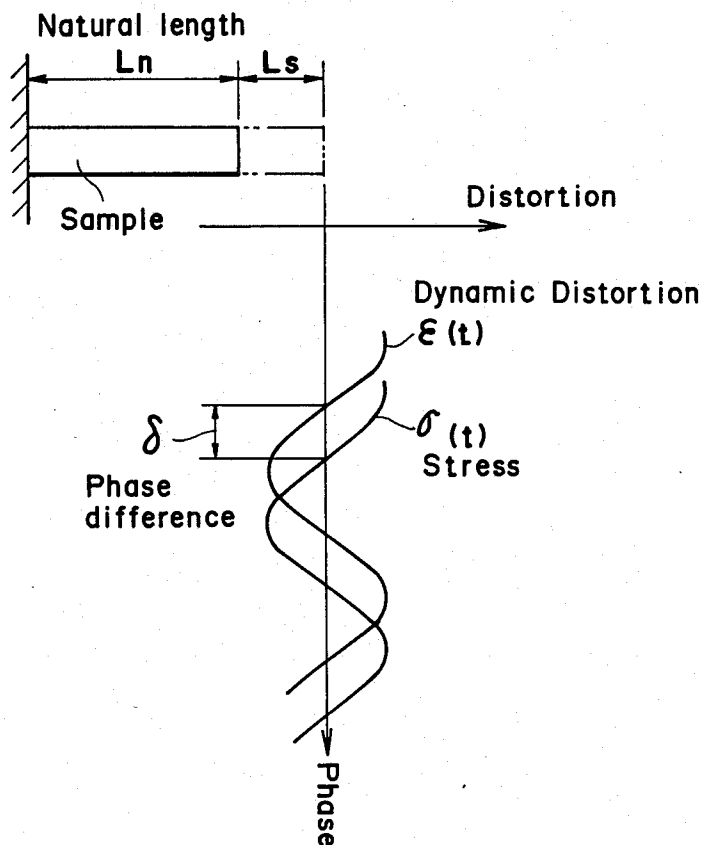 Natural length
Ln
Ls
Sample
Distortion
Dynamic Distortion
ε(t)
δ
σ(t)
Stress
Phase
difference
Phase